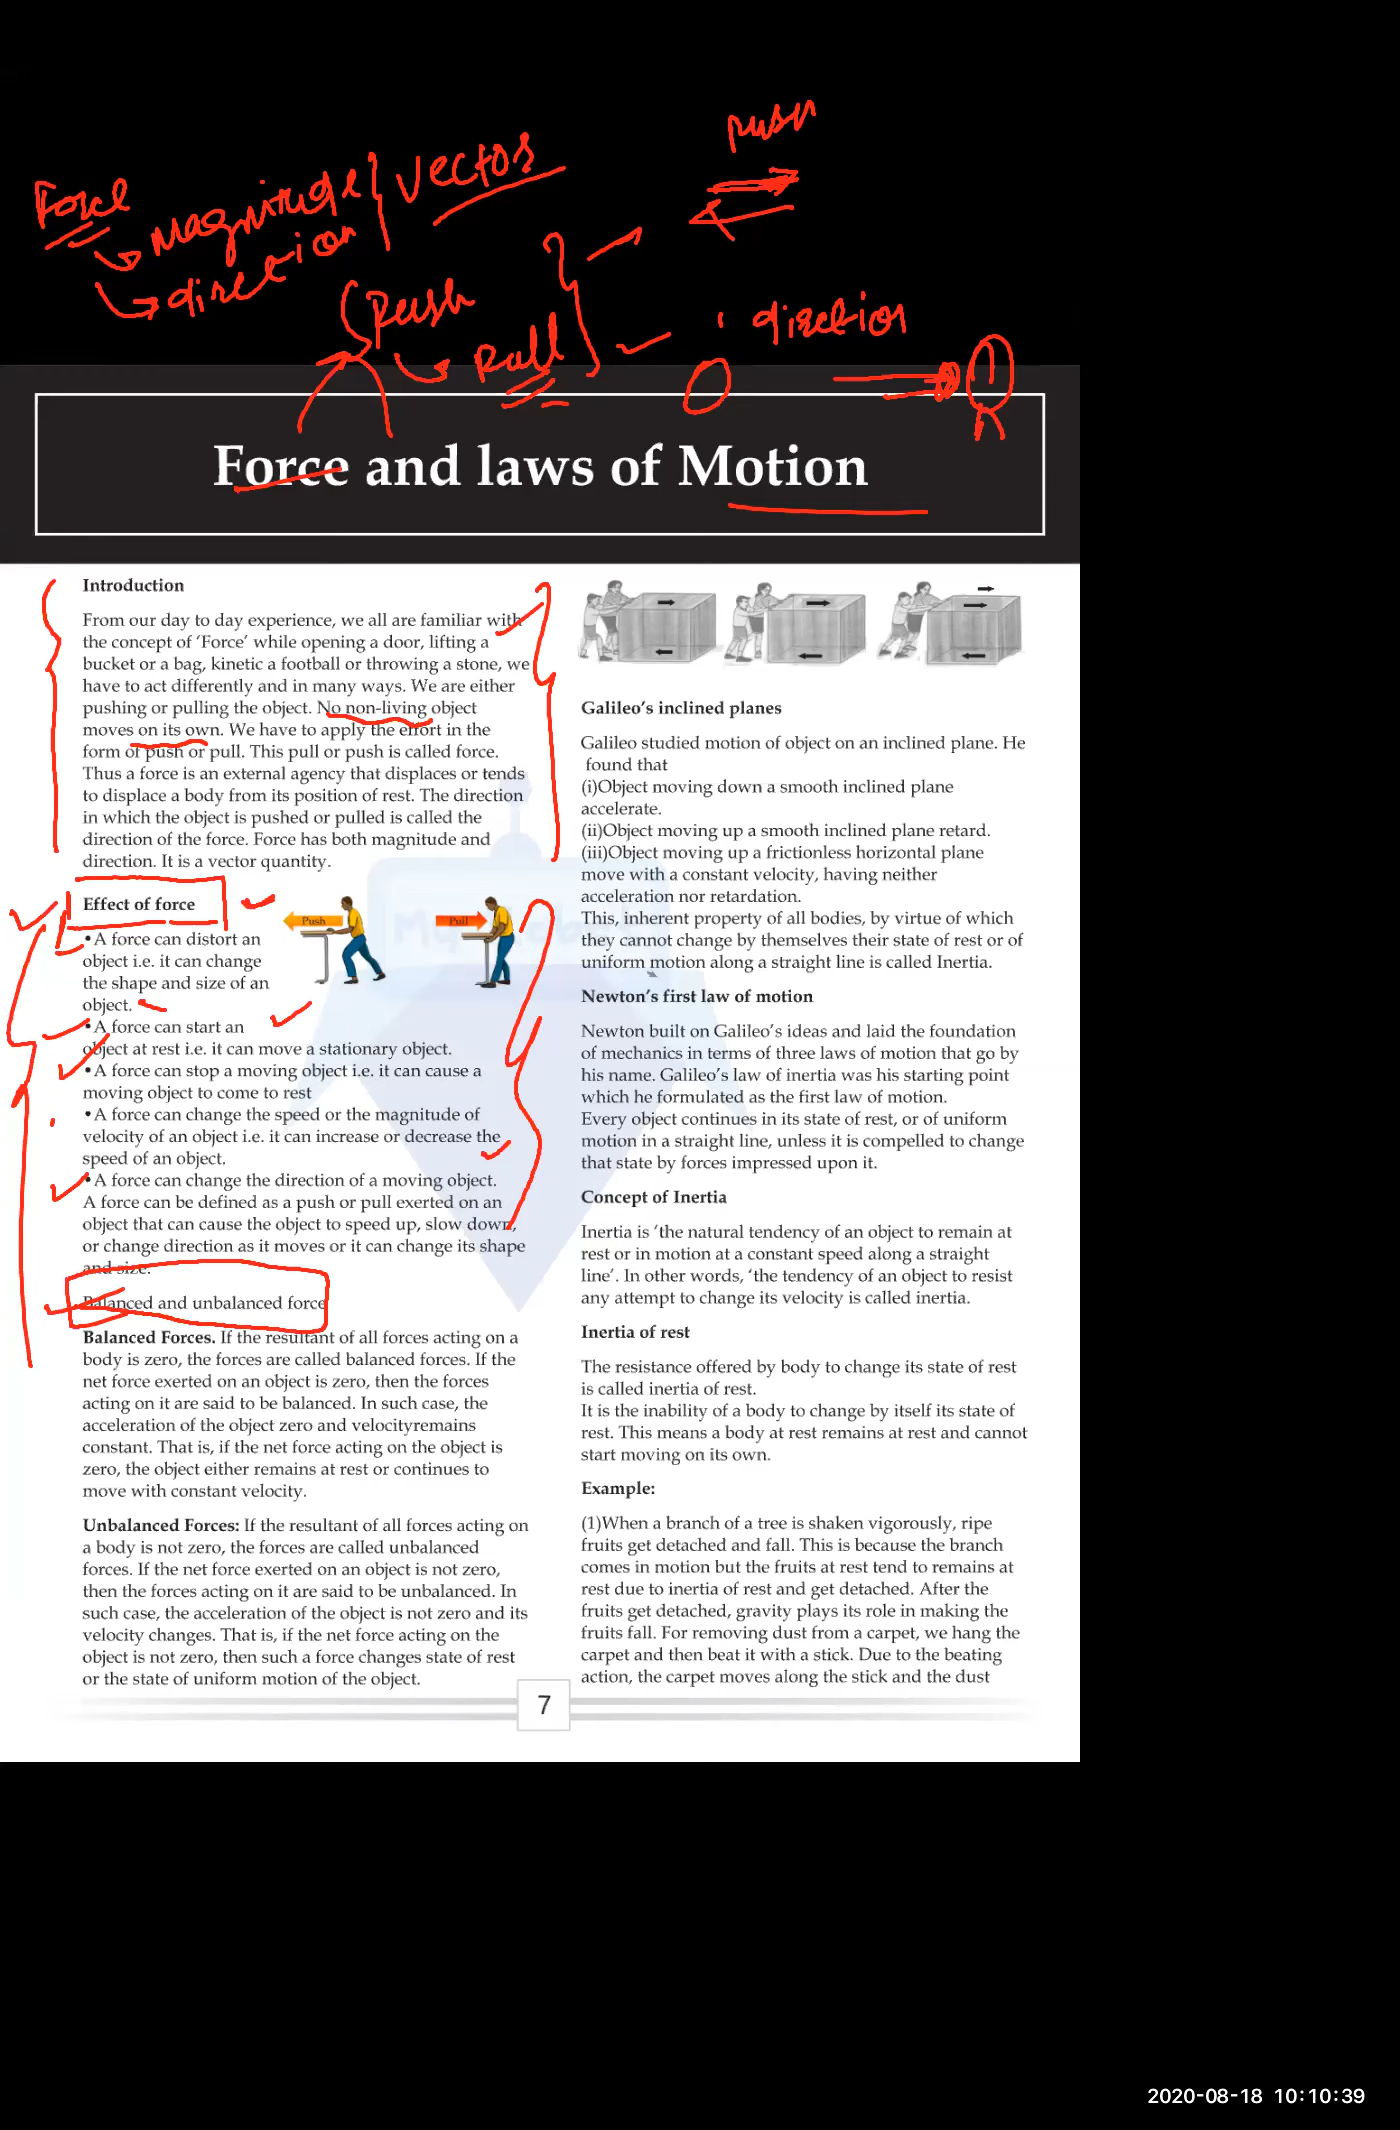 push
Force
magnitude
direction
vector
Push
Pull
direction
Force and laws of Motion
Introduction
From our day to day experience, we all are familiar with
the concept of ‘Force’ while opening a door, lifting a
bucket or a bag, kinetic a football or throwing a stone, we
have to act differently and in many ways. We are either
pushing or pulling the object. No non-living object
moves on its own. We have to apply the effort in the
form of push or pull. This pull or push is called force.
Thus a force is an external agency that displaces or tends
to displace a body from its position of rest. The direction
in which the object is pushed or pulled is called the
direction of the force. Force has both magnitude and
direction. It is a vector quantity.
Effect of force
Push
Pull
•A force can distort an
object i.e. it can change
the shape and size of an
object.
•A force can start an
object at rest i.e. it can move a stationary object.
•A force can stop a moving object i.e. it can cause a
moving object to come to rest
•A force can change the speed or the magnitude of
velocity of an object i.e. it can increase or decrease the
speed of an object.
•A force can change the direction of a moving object.
A force can be defined as a push or pull exerted on an
object that can cause the object to speed up, slow down,
or change direction as it moves or it can change its shape
and size.
Balanced and unbalanced force
Balanced Forces. If the resultant of all forces acting on a
body is zero, the forces are called balanced forces. If the
net force exerted on an object is zero, then the forces
acting on it are said to be balanced. In such case, the
acceleration of the object zero and velocityremains
constant. That is, if the net force acting on the object is
zero, the object either remains at rest or continues to
move with constant velocity.
Unbalanced Forces: If the resultant of all forces acting on
a body is not zero, the forces are called unbalanced
forces. If the net force exerted on an object is not zero,
then the forces acting on it are said to be unbalanced. In
such case, the acceleration of the object is not zero and its
velocity changes. That is, if the net force acting on the
object is not zero, then such a force changes state of rest
or the state of uniform motion of the object.
Galileo’s inclined planes
Galileo studied motion of object on an inclined plane. He
found that
(i)Object moving down a smooth inclined plane
accelerate.
(ii)Object moving up a smooth inclined plane retard.
(iii)Object moving up a frictionless horizontal plane
move with a constant velocity, having neither
acceleration nor retardation.
This, inherent property of all bodies, by virtue of which
they cannot change by themselves their state of rest or of
uniform motion along a straight line is called Inertia.
Newton’s first law of motion
Newton built on Galileo’s ideas and laid the foundation
of mechanics in terms of three laws of motion that go by
his name. Galileo’s law of inertia was his starting point
which he formulated as the first law of motion.
Every object continues in its state of rest, or of uniform
motion in a straight line, unless it is compelled to change
that state by forces impressed upon it.
Concept of Inertia
Inertia is ‘the natural tendency of an object to remain at
rest or in motion at a constant speed along a straight
line’. In other words, ‘the tendency of an object to resist
any attempt to change its velocity is called inertia.
Inertia of rest
The resistance offered by body to change its state of rest
is called inertia of rest.
It is the inability of a body to change by itself its state of
rest. This means a body at rest remains at rest and cannot
start moving on its own.
Example:
(1)When a branch of a tree is shaken vigorously, ripe
fruits get detached and fall. This is because the branch
comes in motion but the fruits at rest tend to remains at
rest due to inertia of rest and get detached. After the
fruits get detached, gravity plays its role in making the
fruits fall. For removing dust from a carpet, we hang the
carpet and then beat it with a stick. Due to the beating
action, the carpet moves along the stick and the dust
7
2020-08-18 10:10:39